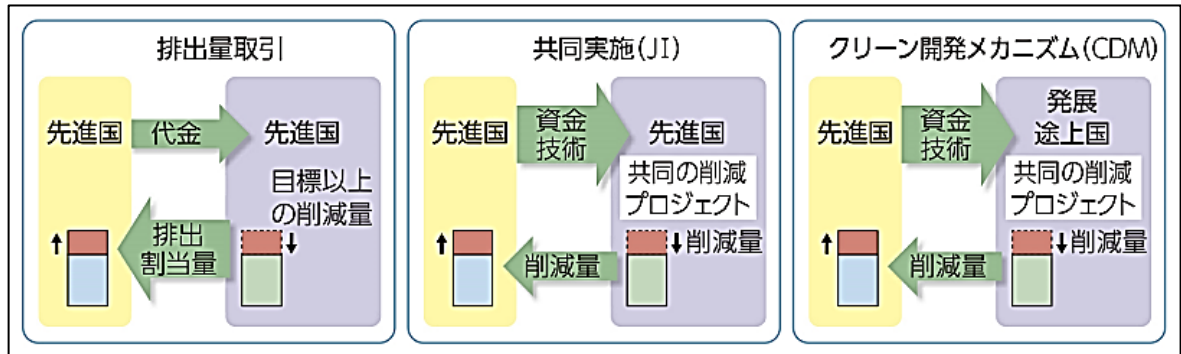 排出量取引
先進国
代金
先進国
目標以上
の削減量
排出
割当量
↑
↓
共同実施(JI)
先進国
資金
技術
先進国
共同の削減
プロジェクト
↑
削減量
↓削減量
クリーン開発メカニズム(CDM)
先進国
資金
技術
発展
途上国
共同の削減
プロジェクト
↑
削減量
↓削減量